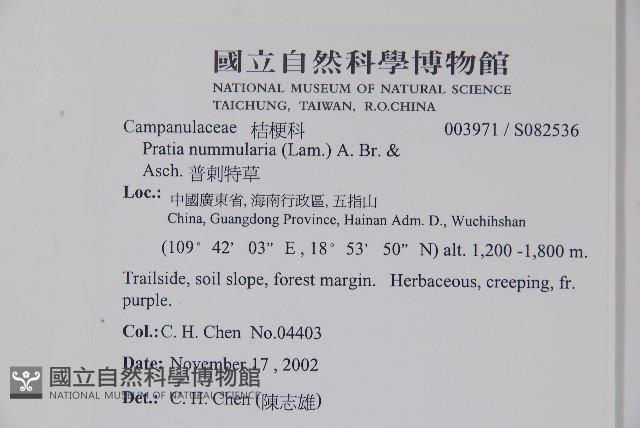 國立自然科學博物館
NATIONAL MUSEUM OF NATURAL SCIENCE
TAICHUNG, TAIWAN, R.O.CHINA
Campanulaceae 桔梗科 003971 / S082536
Pratia nummularia (Lam.) A. Br. &
Asch. 普剌特草
Loc.: 中國廣東省, 海南行政區, 五指山
China, Guangdong Province, Hainan Adm. D., Wuchihshan
(109° 42' 03" E , 18° 53' 50" N) alt. 1,200 -1,800 m.
Trailside, soil slope, forest margin. Herbaceous, creeping, fr.
purple.
Col.: C. H. Chen No.04403
Date: November 17 , 2002
國立自然科學博物館
NATIONAL MUSEUM OF NATURAL SCIENCE
Det.: C. H. Chen (陳志雄)